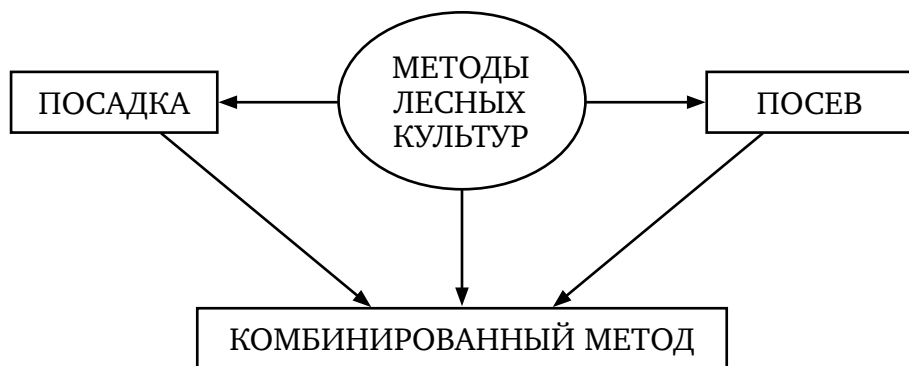 МЕТОДЫ
ЛЕСНЫХ
КУЛЬТУР
ПОСАДКА
ПОСЕВ
КОМБИНИРОВАННЫЙ МЕТОД